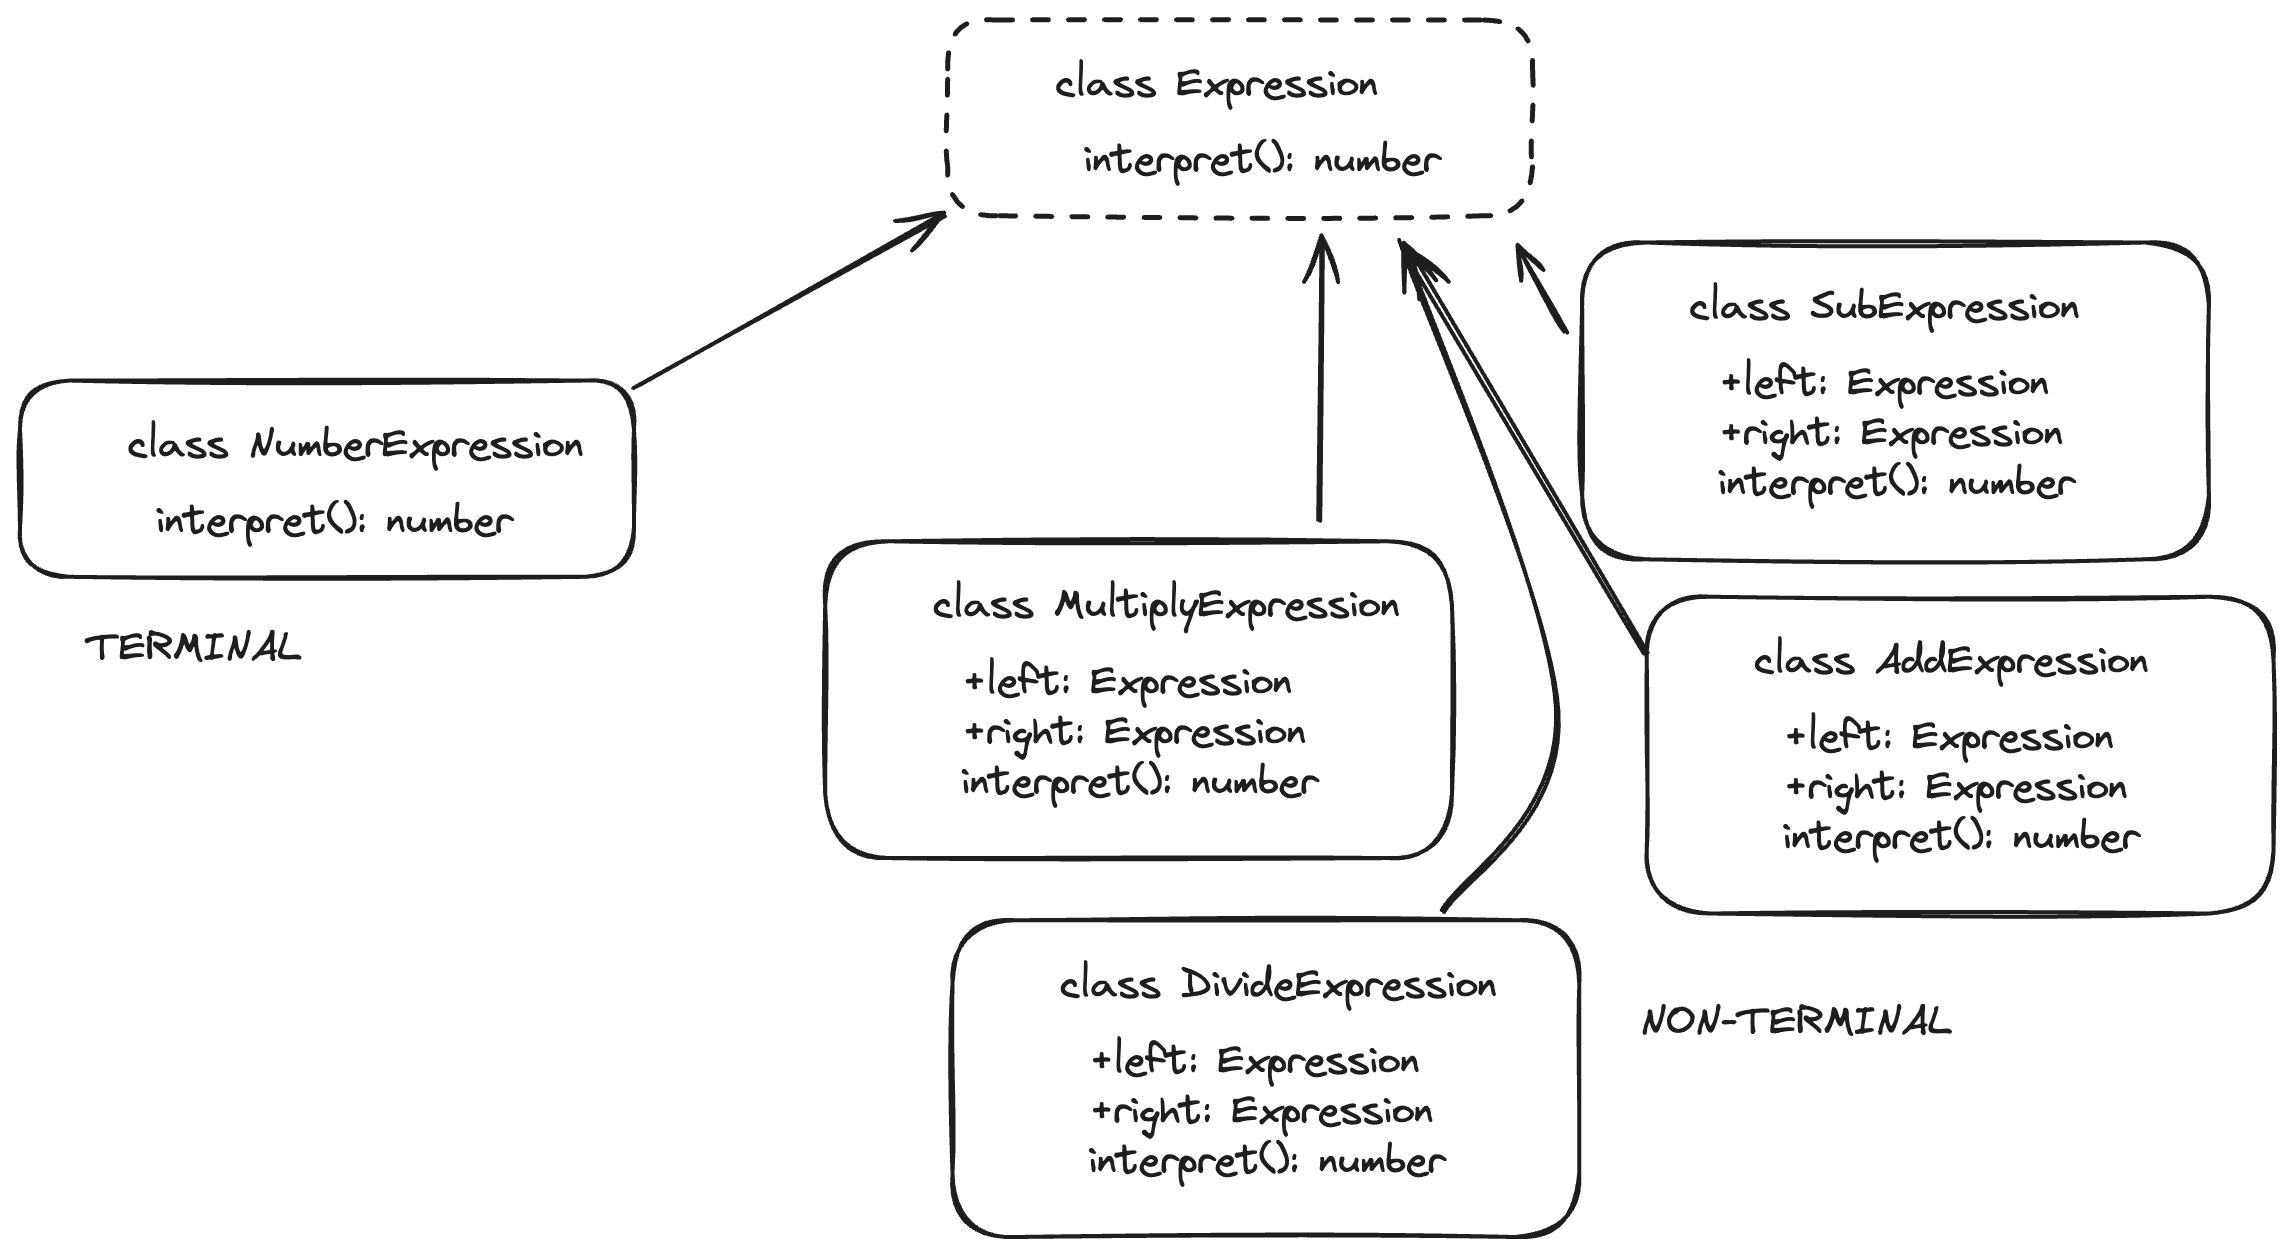 class Expression
interpret(): number
class NumberExpression
interpret(): number
TERMINAL
class SubExpression
+left: Expression
+right: Expression
interpret(): number
class MultiplyExpression
+left: Expression
+right: Expression
interpret(): number
class AddExpression
+left: Expression
+right: Expression
interpret(): number
class DivideExpression
+left: Expression
+right: Expression
interpret(): number
NON-TERMINAL